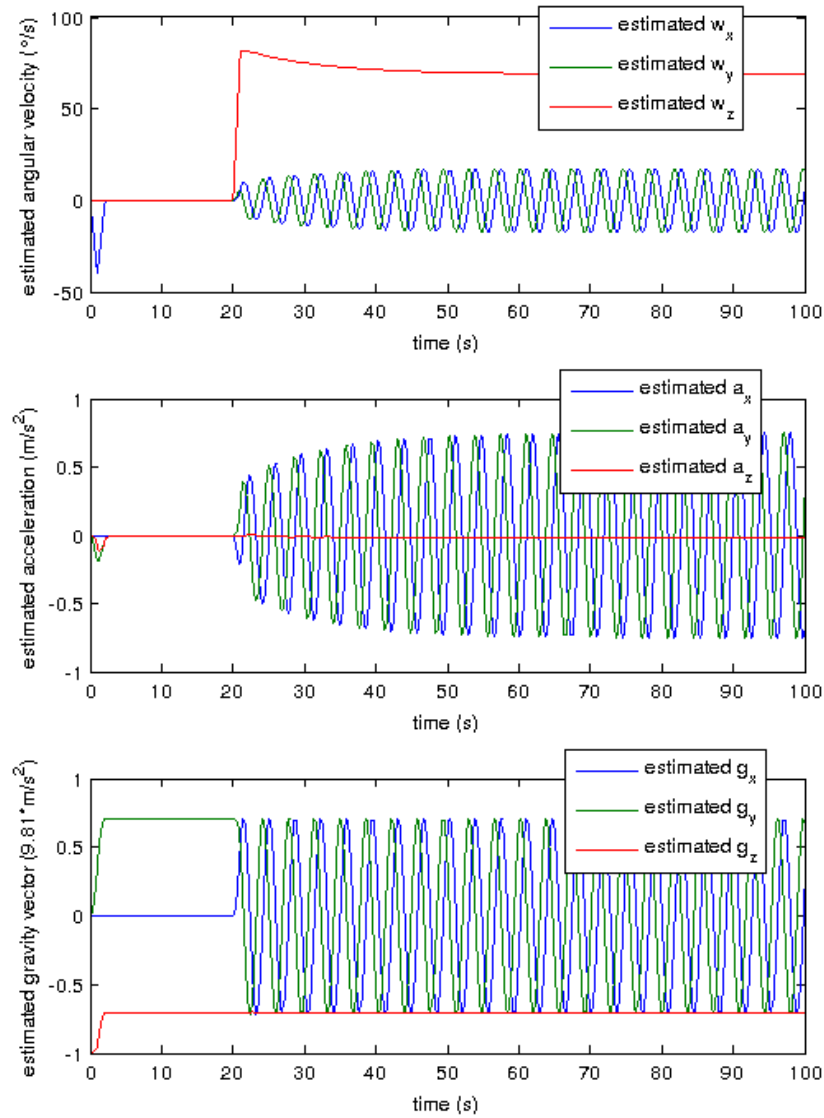 estimated angular velocity (°/s)
100
50
0
-50
estimated w_x
estimated w_y
estimated w_z
0 10 20 30 40 50 60 70 80 90 100
time (s)
estimated acceleration (m/s²)
1
0.5
0
-0.5
-1
estimated a_x
estimated a_y
estimated a_z
0 10 20 30 40 50 60 70 80 90 100
time (s)
estimated gravity vector (9.81*m/s²)
1
0.5
0
-0.5
-1
estimated g_x
estimated g_y
estimated g_z
0 10 20 30 40 50 60 70 80 90 100
time (s)